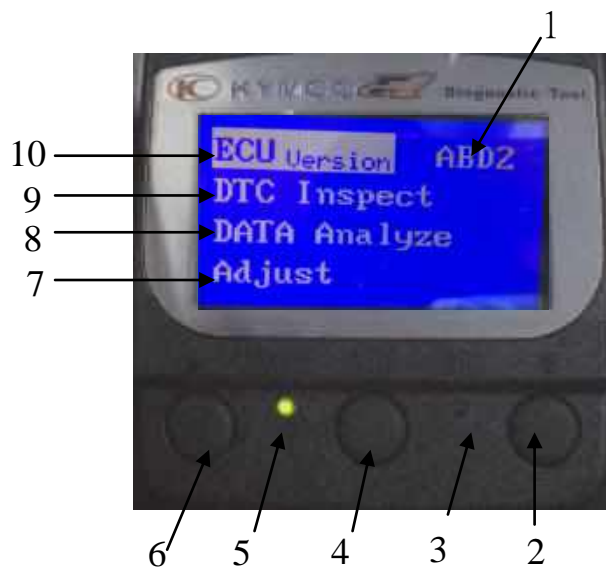 1
KYMCO Diagnostic Tool
10 ECU Version ABD2
9 DTC Inspect
8 DATA Analyze
7 Adjust
6 5 4 3 2